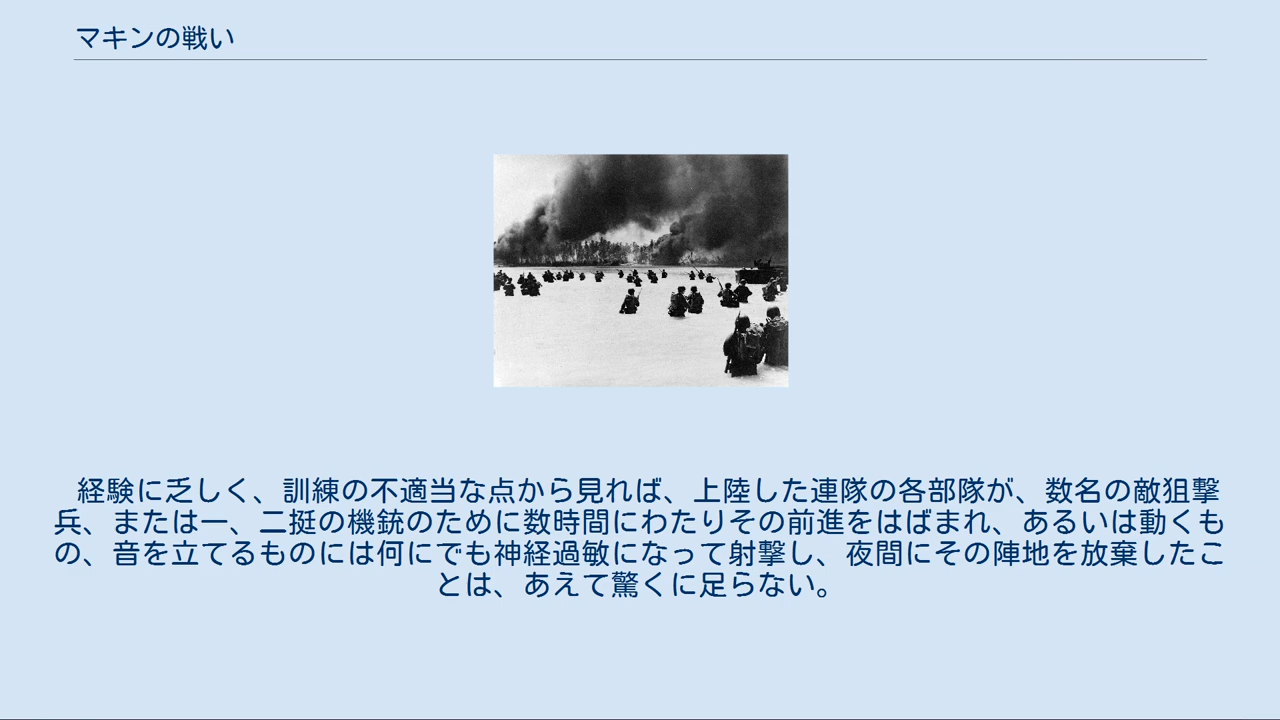 マキンの戦い
経験に乏しく、訓練の不適当な点から見れば、上陸した連隊の各部隊が、数名の敵狙撃
兵、または一、二挺の機銃のために数時間にわたりその前進をはばまれ、あるいは動くも
の、音を立てるものには何にでも神経過敏になって射撃し、夜間にその陣地を放棄したこ
とは、あえて驚くに足らない。